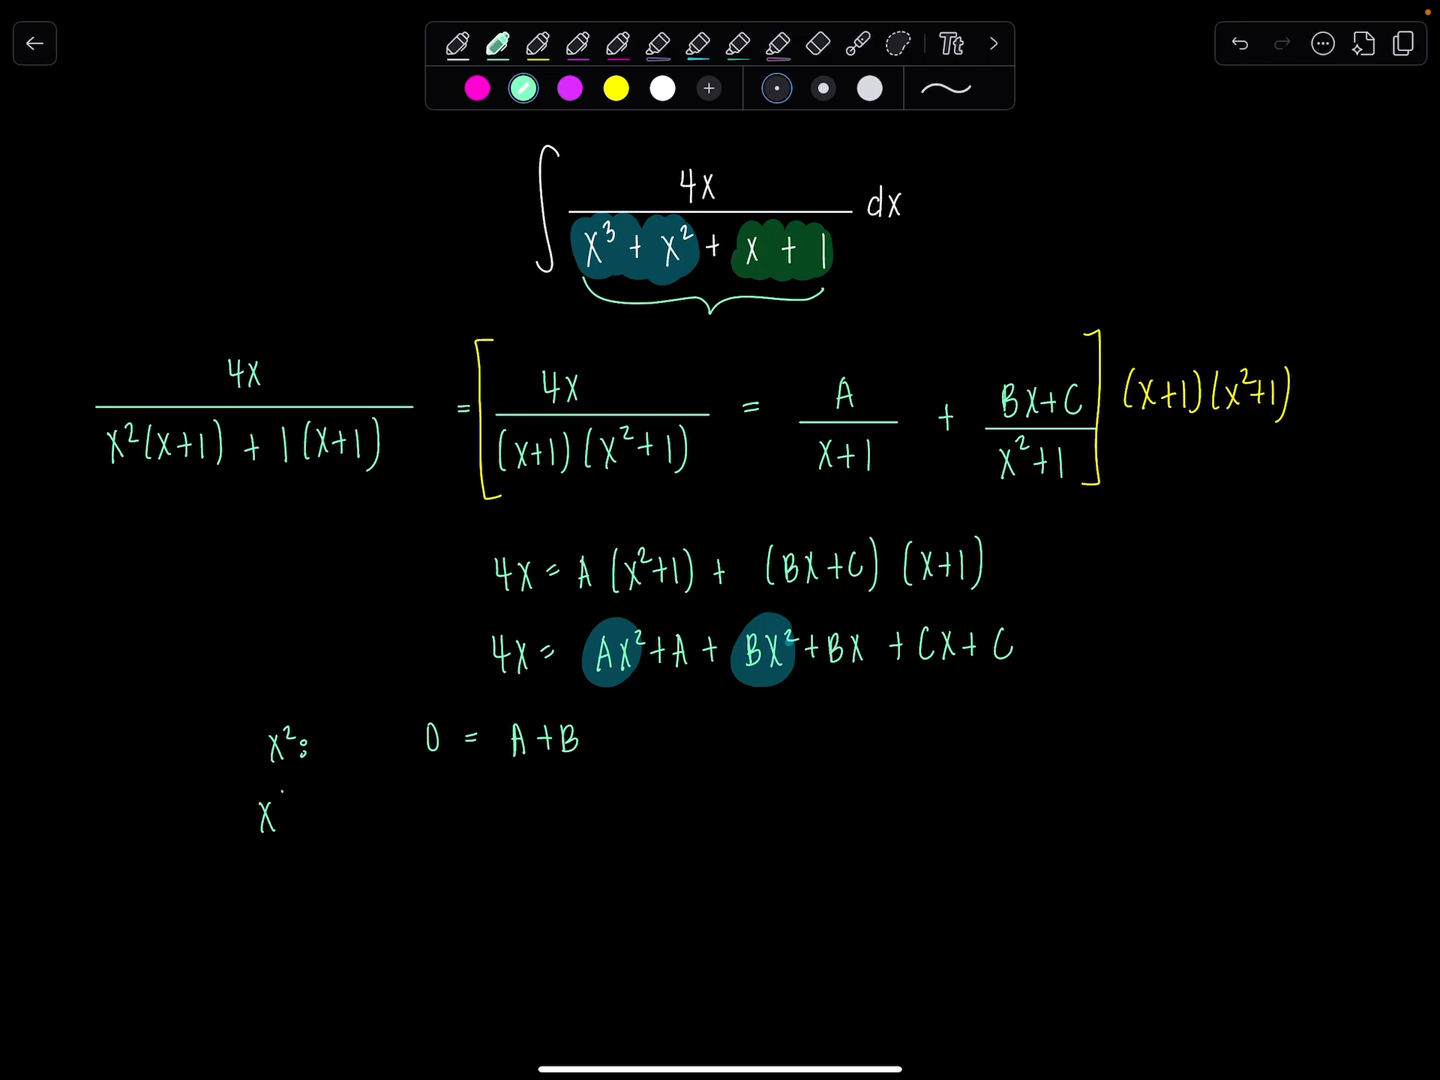 Tt
∫ 4x / (x³ + x² + x + 1) dx
4x / (x²(x+1) + 1(x+1)) = [4x / ((x+1)(x²+1)) = A / (x+1) + (Bx+C) / (x²+1)] (x+1)(x²+1)
4x = A(x²+1) + (Bx+C)(x+1)
4x = Ax² + A + Bx² + Bx + Cx + C
x²: 0 = A+B
x